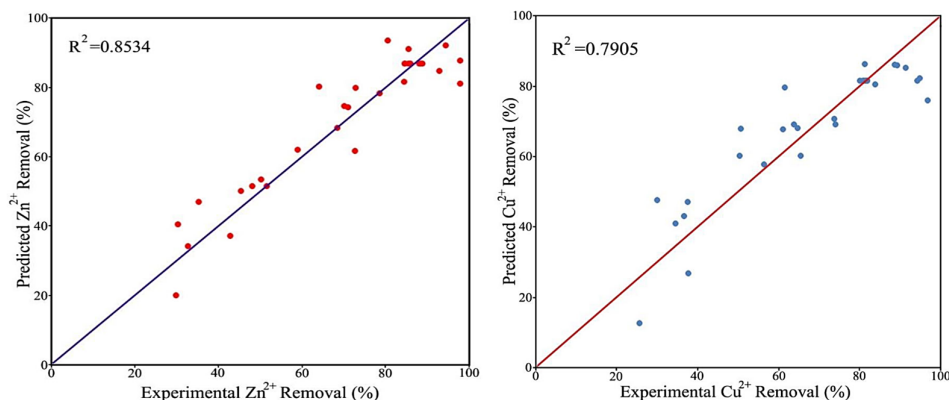 R²=0.8534
100
80
60
40
20
0
0 20 40 60 80 100
Predicted Zn²⁺ Removal (%)
Experimental Zn²⁺ Removal (%)
R²=0.7905
100
80
60
40
20
0
0 20 40 60 80 100
Predicted Cu²⁺ Removal (%)
Experimental Cu²⁺ Removal (%)